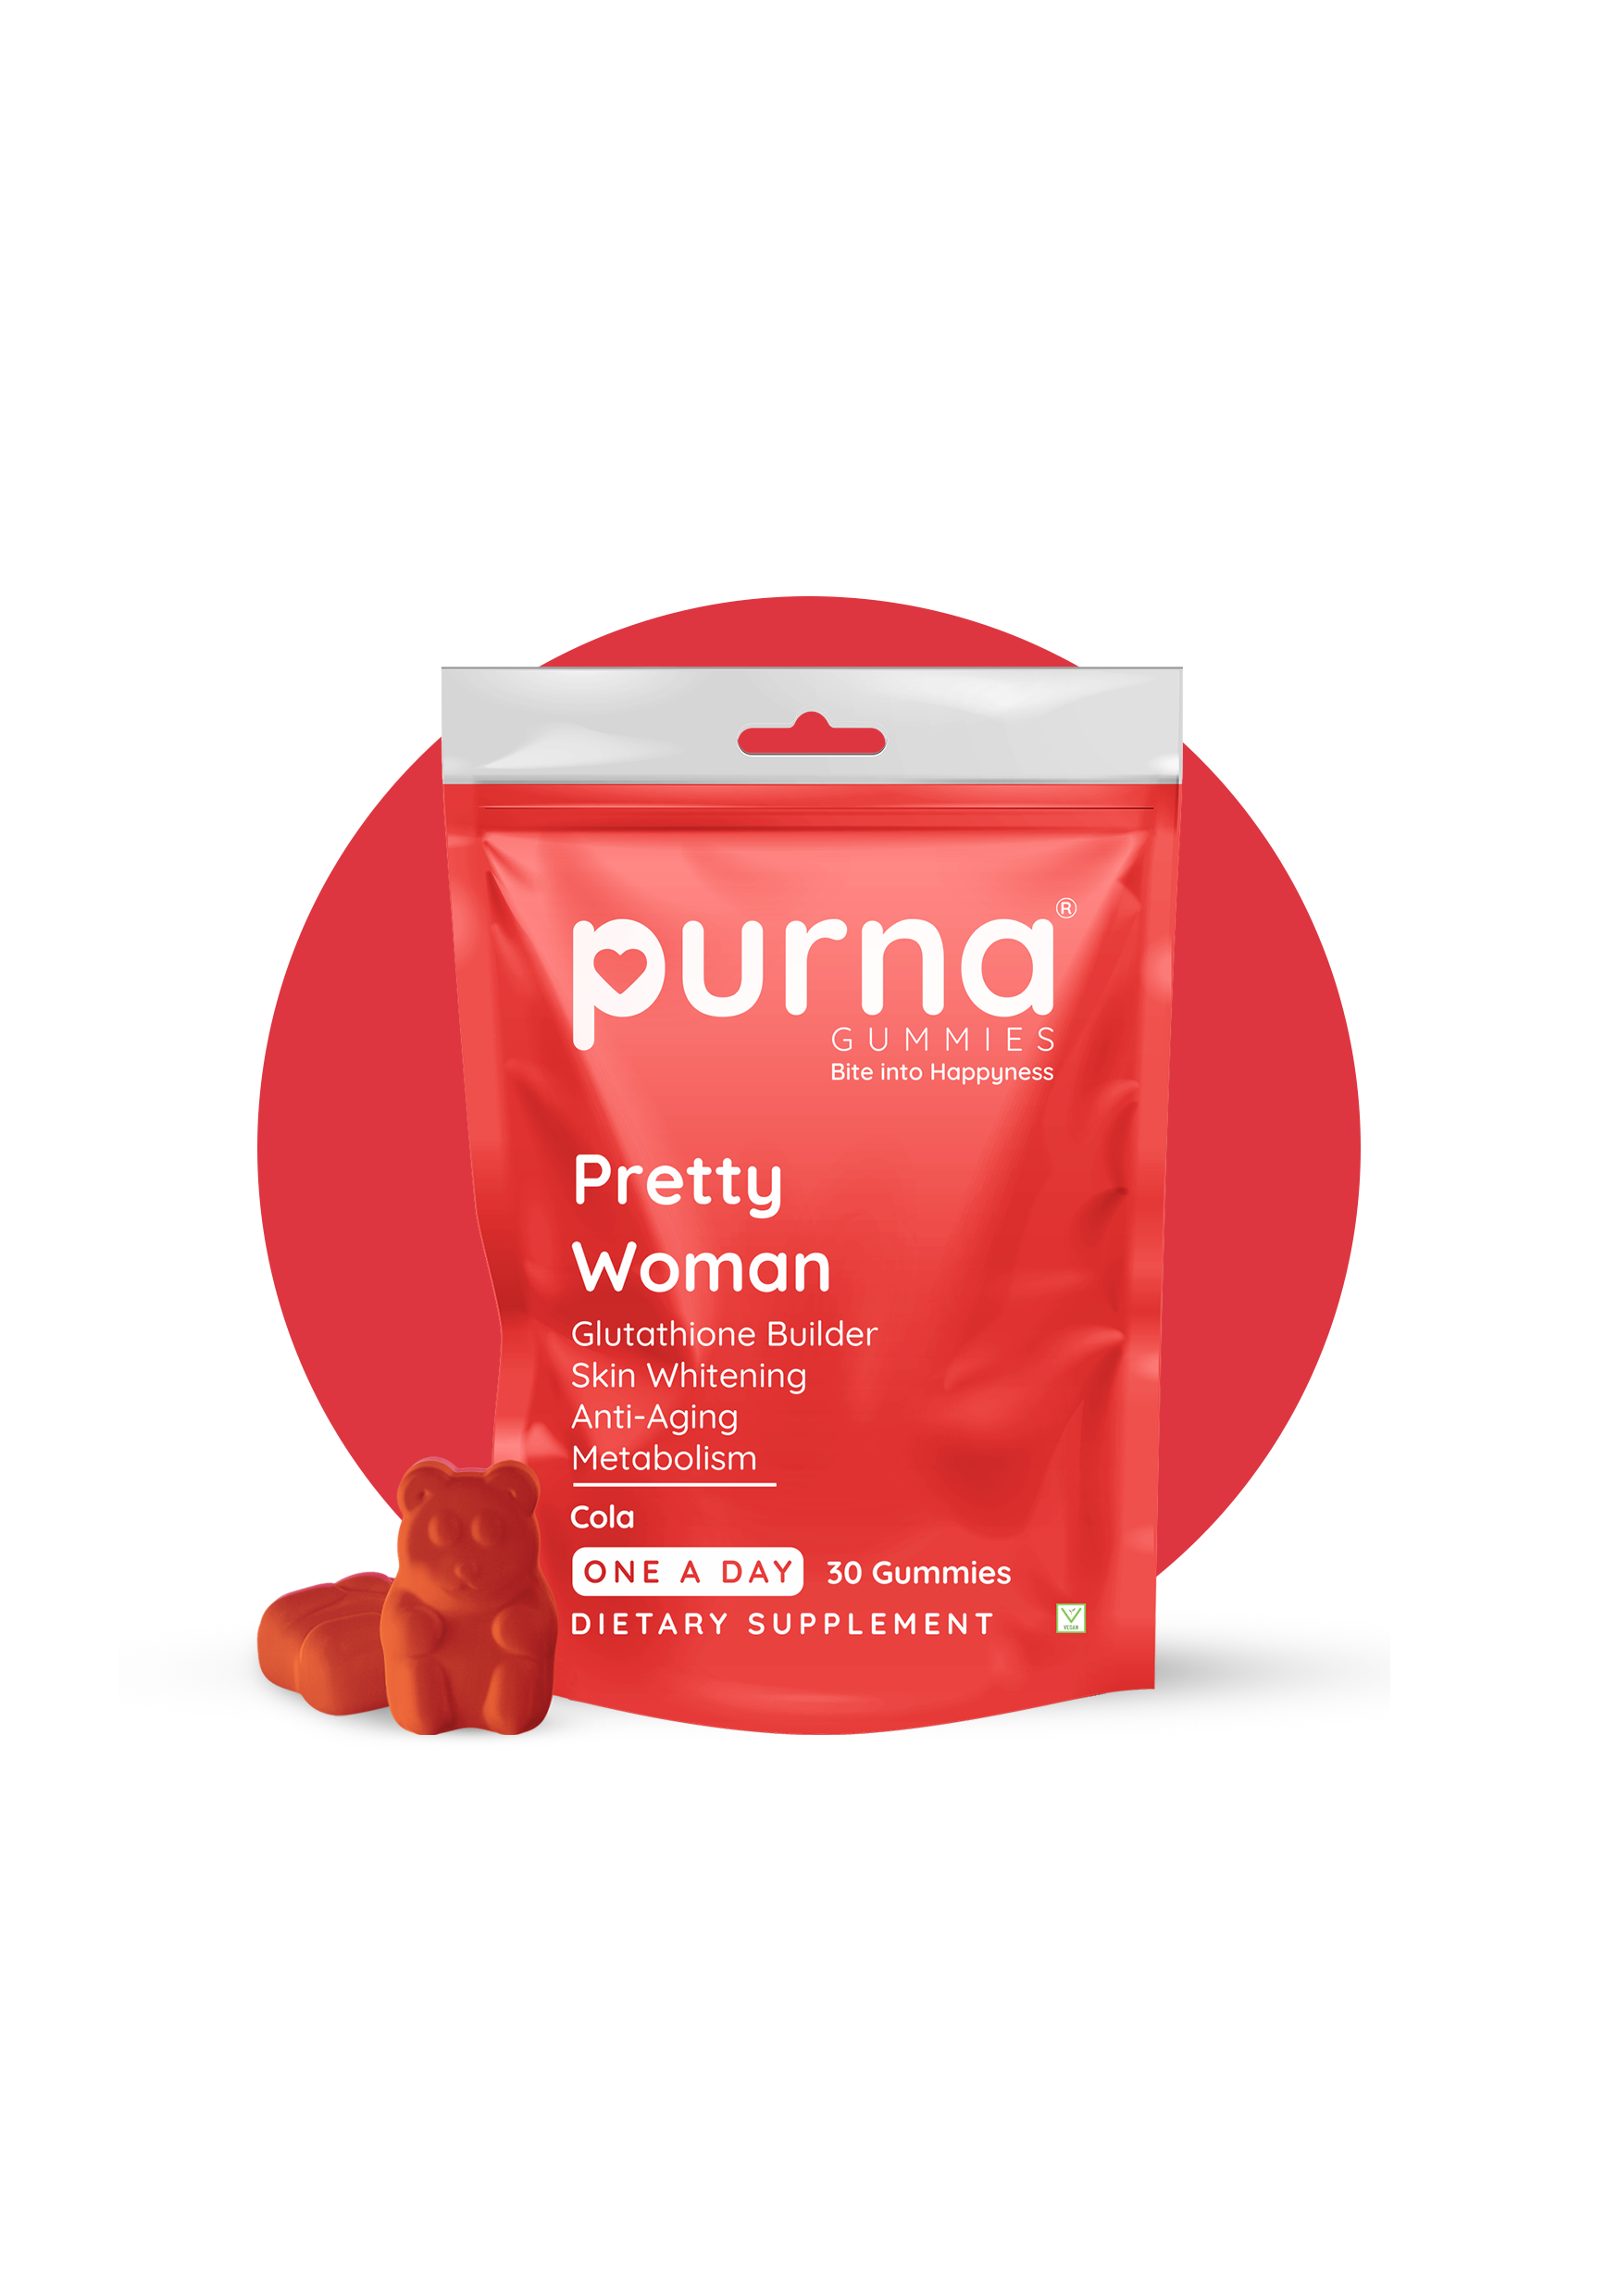 purna®
GUMMIES
Bite into Happyness
Pretty
Woman
Glutathione Builder
Skin Whitening
Anti-Aging
Metabolism
Cola
ONE A DAY 30 Gummies
DIETARY SUPPLEMENT
VEGAN